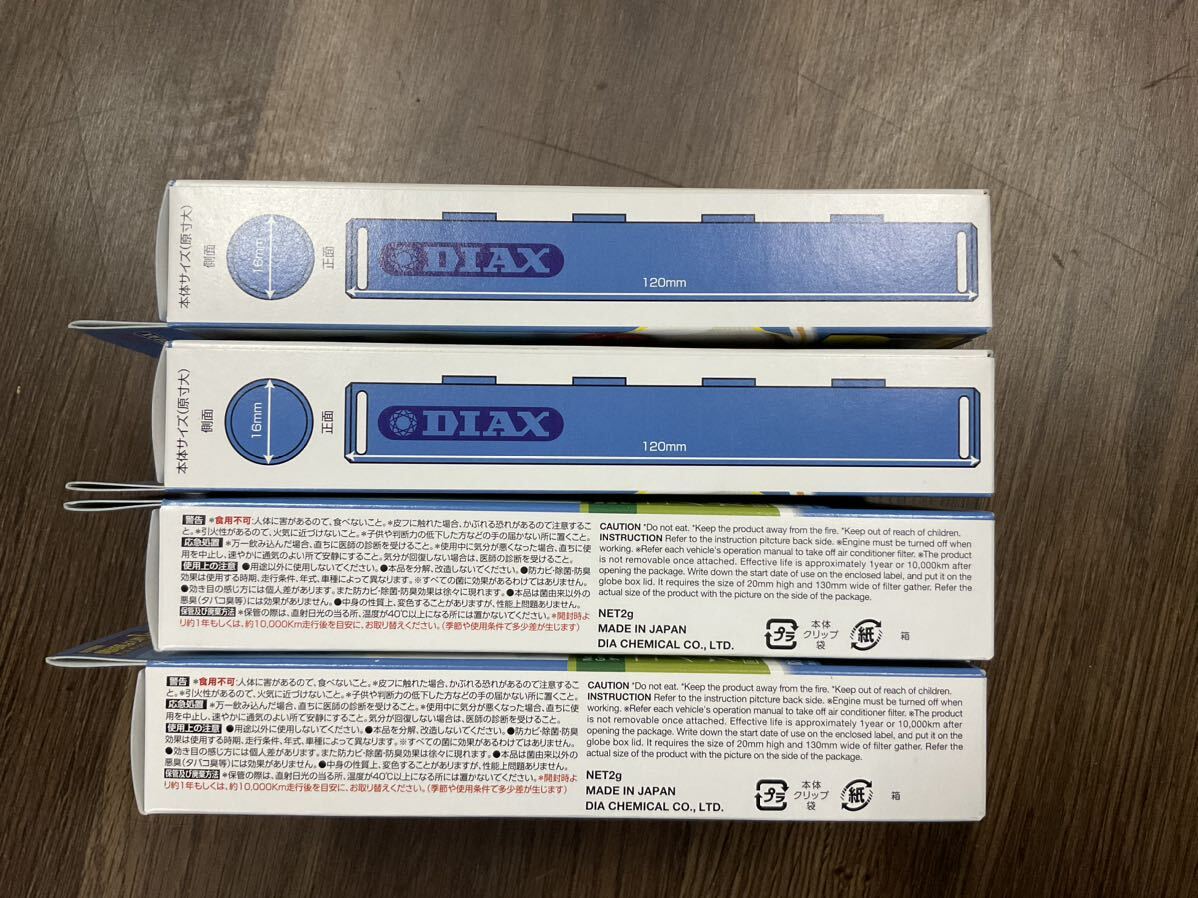 本体サイズ(原寸大)
側面
16mm
正面
DIAX
120mm
本体サイズ(原寸大)
側面
16mm
正面
DIAX
120mm
警告 *食用不可:人体に害があるので、食べないこと。*皮フに触れた場合、かぶれる恐れがあるので注意する
こと。*引火性があるので、火気に近づけないこと。*子供や判断力の低下した方などの手の届かない所に置くこと。
応急処置 *万一飲み込んだ場合、直ちに医師の診断を受けること。*使用中に気分が悪くなった場合、直ちに使
用を中止し、速やかに通気のよい所で安静にすること。気分が回復しない場合は、医師の診断を受けること。
使用上の注意 ●用途以外に使用しないでください。●本品を分解、改造しないでください。●防カビ・除菌・防臭
効果は使用する時期、走行条件、年式、車種によって異なります。※すべての菌に効果があるわけではありません。
●効き目の感じ方には個人差があります。また防カビ・除菌・防臭効果は徐々に現れます。●本品は菌由来以外の
悪臭(タバコ臭等)には効果がありません。●中身の性質上、変色することがありますが、性能上問題ありません。
保管及び廃棄方法 *保管の際は、直射日光の当る所、温度が40℃以上になる所には置かないでください。*開封時よ
り約1年もしくは、約10,000Km走行後を目安に、お取り替えください。(季節や使用条件で多少差が生じます)
CAUTION *Do not eat. *Keep the product away from the fire. *Keep out of reach of children.
INSTRUCTION Refer to the instruction pitcture back side. ※Engine must be turned off when
working. ※Refer each vehicle's operation manual to take off air conditioner filter. ※The product
is not removable once attached. Effective life is approximately 1year or 10,000km after
opening the package. Write down the start date of use on the enclosed label, and put it on the
globe box lid. It requires the size of 20mm high and 130mm wide of filter gather. Refer the
actual size of the product with the picture on the side of the package.
NET2g
MADE IN JAPAN
DIA CHEMICAL CO., LTD.
プラ
本体
クリップ
袋
紙
箱
警告 *食用不可:人体に害があるので、食べないこと。*皮フに触れた場合、かぶれる恐れがあるので注意するこ
と。*引火性があるので、火気に近づけないこと。*子供や判断力の低下した方などの手の届かない所に置くこと。
応急処置 *万一飲み込んだ場合、直ちに医師の診断を受けること。*使用中に気分が悪くなった場合、直ちに使
用を中止し、速やかに通気のよい所で安静にすること。気分が回復しない場合は、医師の診断を受けること。
使用上の注意 ●用途以外に使用しないでください。●本品を分解、改造しないでください。●防カビ・除菌・防臭
効果は使用する時期、走行条件、年式、車種によって異なります。※すべての菌に効果があるわけではありません。
●効き目の感じ方には個人差があります。また防カビ・除菌・防臭効果は徐々に現れます。●本品は菌由来以外の
悪臭(タバコ臭等)には効果がありません。●中身の性質上、変色することがありますが、性能上問題ありません。
保管及び廃棄方法 *保管の際は、直射日光の当る所、温度が40℃以上になる所には置かないでください。*開封時よ
り約1年もしくは、約10,000Km走行後を目安に、お取り替えください。(季節や使用条件で多少差が生じます)
CAUTION *Do not eat. *Keep the product away from the fire. *Keep out of reach of children.
INSTRUCTION Refer to the instruction pitcture back side. ※Engine must be turned off when
working. ※Refer each vehicle's operation manual to take off air conditioner filter. ※The product
is not removable once attached. Effective life is approximately 1year or 10,000km after
opening the package. Write down the start date of use on the enclosed label, and put it on the
globe box lid. It requires the size of 20mm high and 130mm wide of filter gather. Refer the
actual size of the product with the picture on the side of the package.
NET2g
MADE IN JAPAN
DIA CHEMICAL CO., LTD.
プラ
本体
クリップ
袋
紙
箱